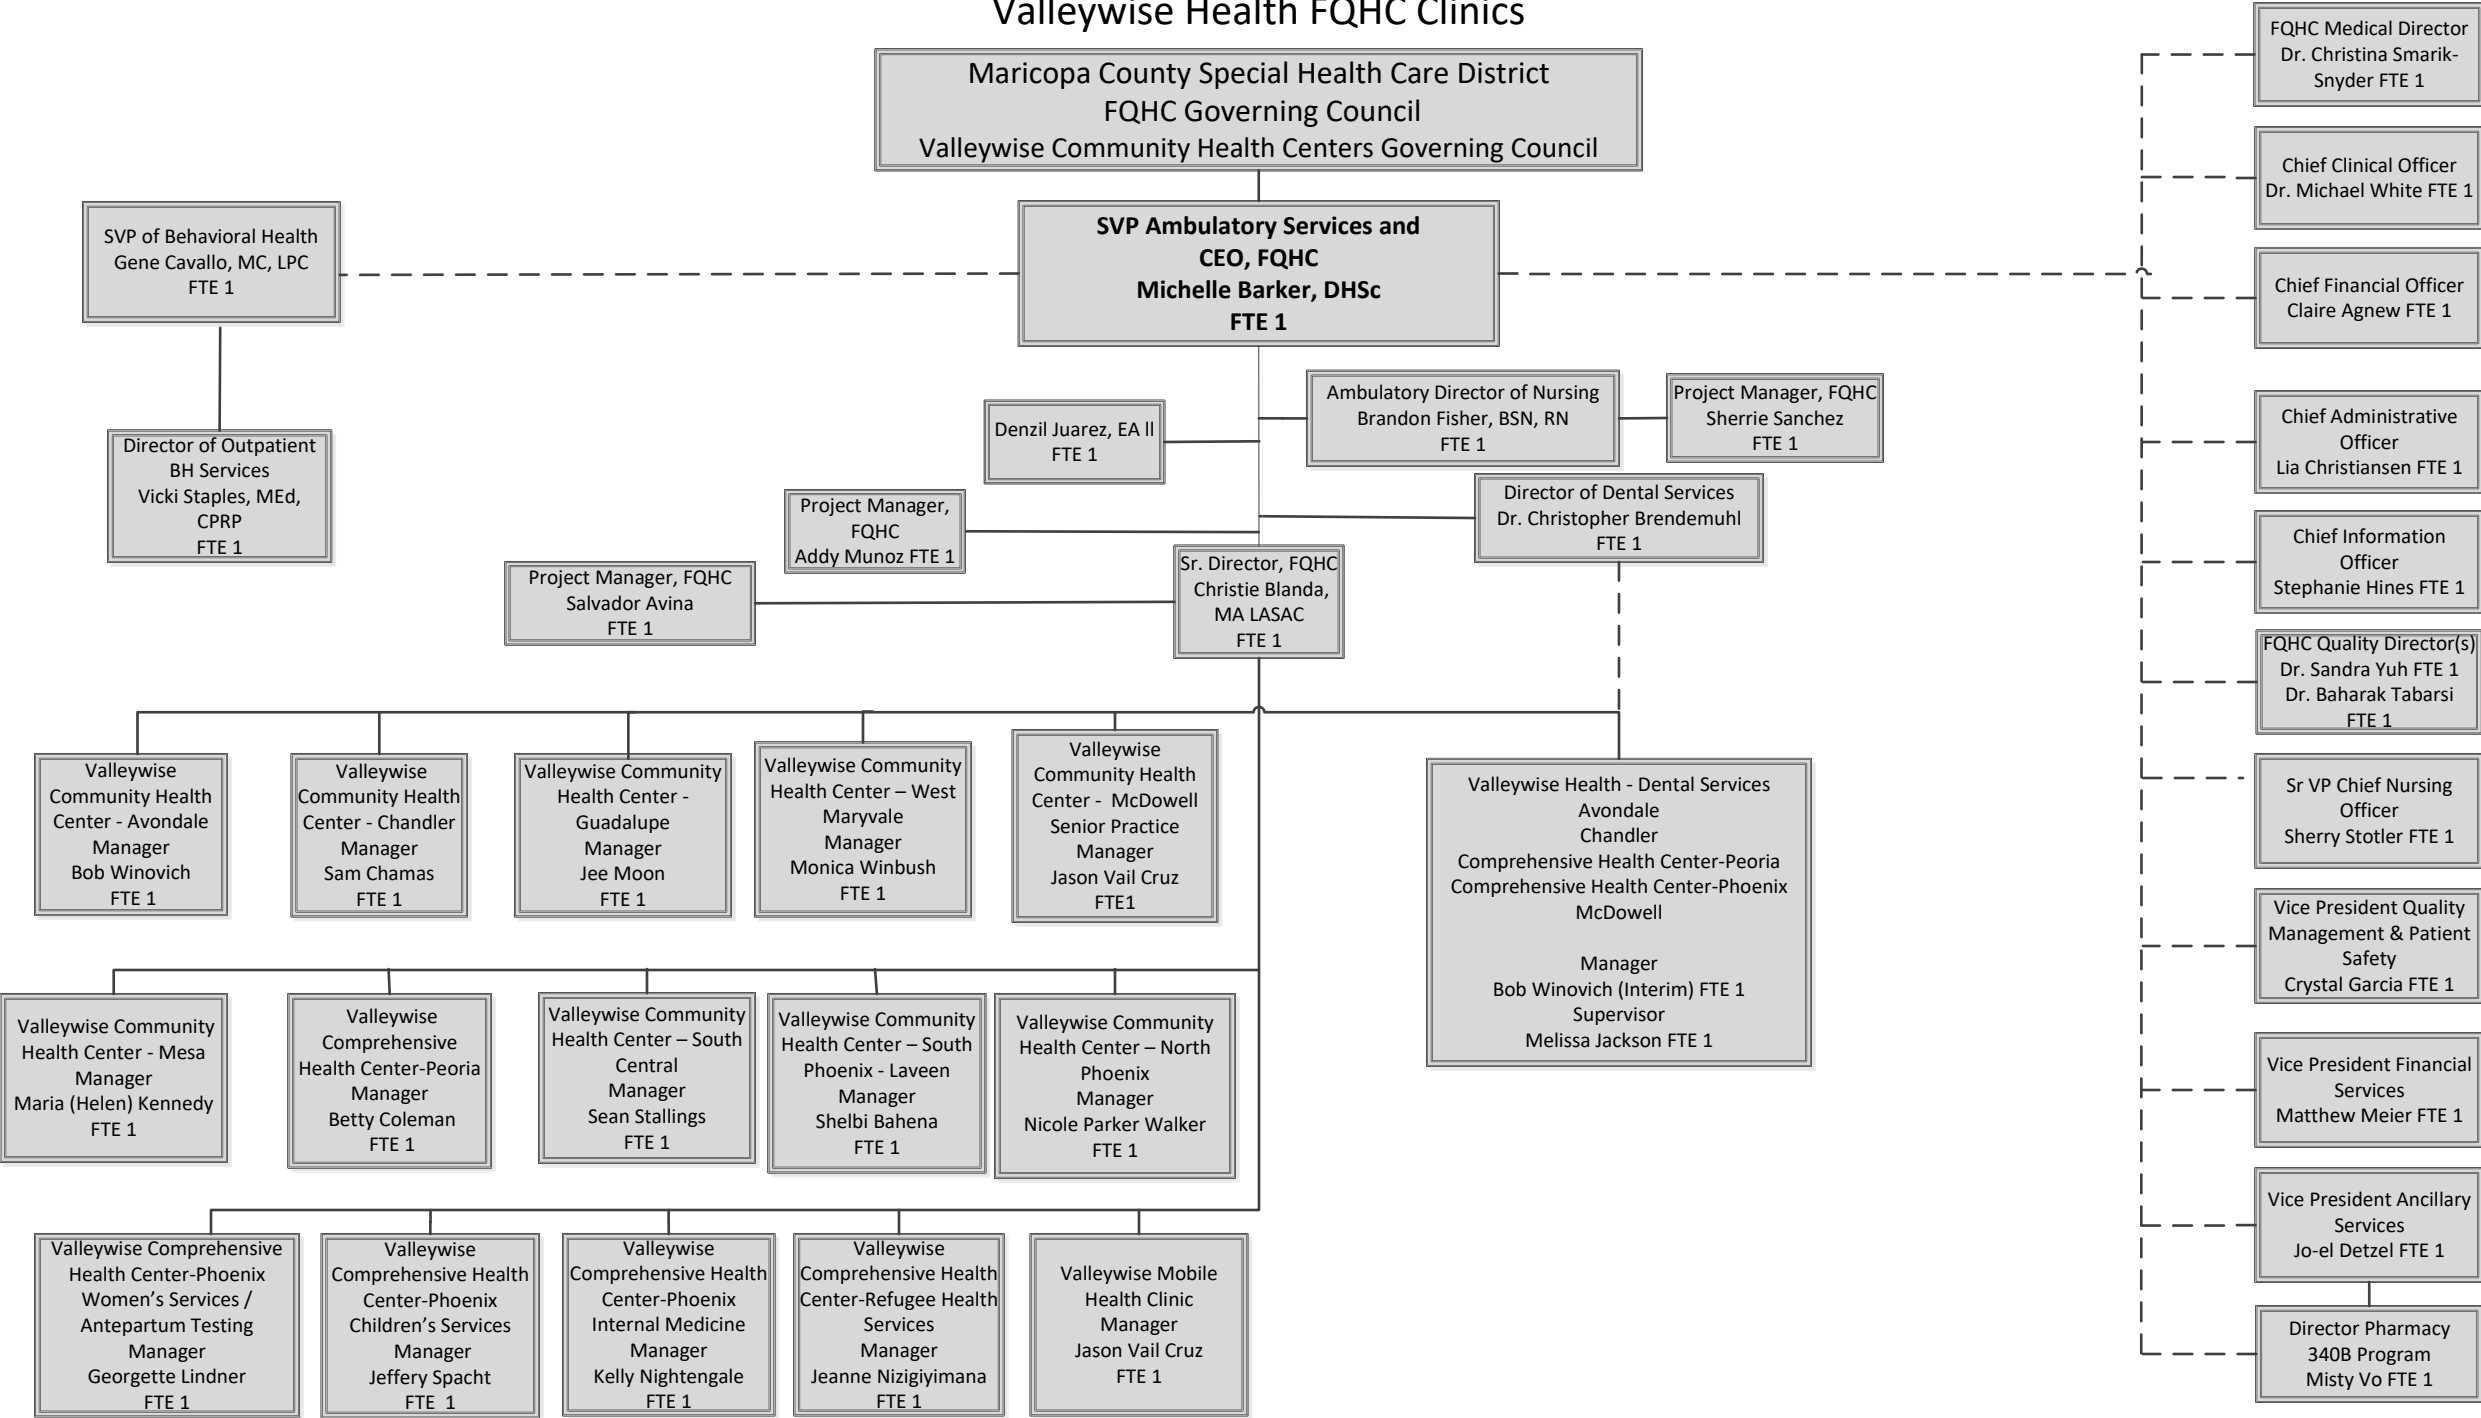 Valleywise Health FQHC Clinics
Maricopa County Special Health Care District
FQHC Governing Council
Valleywise Community Health Centers Governing Council
SVP Ambulatory Services and
CEO, FQHC
Michelle Barker, DHSc
FTE 1
SVP of Behavioral Health
Gene Cavallo, MC, LPC
FTE 1
Director of Outpatient
BH Services
Vicki Staples, MEd,
CPRP
FTE 1
Denzil Juarez, EA ll
FTE 1
Ambulatory Director of Nursing
Brandon Fisher, BSN, RN
FTE 1
Project Manager, FQHC
Sherrie Sanchez
FTE 1
Project Manager,
FQHC
Addy Munoz FTE 1
Director of Dental Services
Dr. Christopher Brendemuhl
FTE 1
Project Manager, FQHC
Salvador Avina
FTE 1
Sr. Director, FQHC
Christie Blanda,
MA LASAC
FTE 1
Valleywise
Community Health
Center - Avondale
Manager
Bob Winovich
FTE 1
Valleywise
Community Health
Center - Chandler
Manager
Sam Chamas
FTE 1
Valleywise Community
Health Center -
Guadalupe
Manager
Jee Moon
FTE 1
Valleywise Community
Health Center – West
Maryvale
Manager
Monica Winbush
FTE 1
Valleywise
Community Health
Center - McDowell
Senior Practice
Manager
Jason Vail Cruz
FTE1
Valleywise Health - Dental Services
Avondale
Chandler
Comprehensive Health Center-Peoria
Comprehensive Health Center-Phoenix
McDowell
Manager
Bob Winovich (Interim) FTE 1
Supervisor
Melissa Jackson FTE 1
Valleywise Community
Health Center - Mesa
Manager
Maria (Helen) Kennedy
FTE 1
Valleywise
Comprehensive
Health Center-Peoria
Manager
Betty Coleman
FTE 1
Valleywise Community
Health Center – South
Central
Manager
Sean Stallings
FTE 1
Valleywise Community
Health Center – South
Phoenix - Laveen
Manager
Shelbi Bahena
FTE 1
Valleywise Community
Health Center – North
Phoenix
Manager
Nicole Parker Walker
FTE 1
Valleywise Comprehensive
Health Center-Phoenix
Women’s Services /
Antepartum Testing
Manager
Georgette Lindner
FTE 1
Valleywise
Comprehensive Health
Center-Phoenix
Children’s Services
Manager
Jeffery Spacht
FTE 1
Valleywise
Comprehensive Health
Center-Phoenix
Internal Medicine
Manager
Kelly Nightengale
FTE 1
Valleywise
Comprehensive Health
Center-Refugee Health
Services
Manager
Jeanne Nizigiyimana
FTE 1
Valleywise Mobile
Health Clinic
Manager
Jason Vail Cruz
FTE 1
FQHC Medical Director
Dr. Christina Smarik-
Snyder FTE 1
Chief Clinical Officer
Dr. Michael White FTE 1
Chief Financial Officer
Claire Agnew FTE 1
Chief Administrative
Officer
Lia Christiansen FTE 1
Chief Information
Officer
Stephanie Hines FTE 1
FQHC Quality Director(s)
Dr. Sandra Yuh FTE 1
Dr. Baharak Tabarsi
FTE 1
Sr VP Chief Nursing
Officer
Sherry Stotler FTE 1
Vice President Quality
Management & Patient
Safety
Crystal Garcia FTE 1
Vice President Financial
Services
Matthew Meier FTE 1
Vice President Ancillary
Services
Jo-el Detzel FTE 1
Director Pharmacy
340B Program
Misty Vo FTE 1